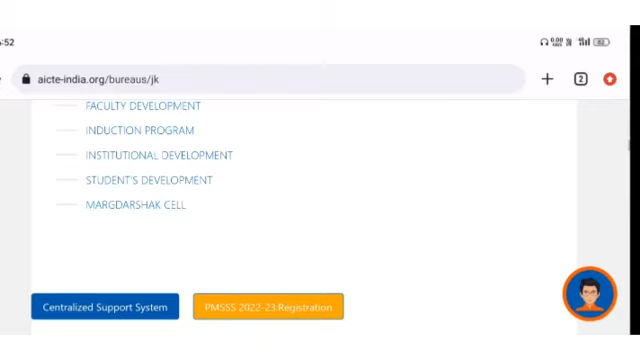 :52
aicte-india.org/bureaus/jk
2
FACULTY DEVELOPMENT
INDUCTION PROGRAM
INSTITUTIONAL DEVELOPMENT
STUDENT'S DEVELOPMENT
MARGDARSHAK CELL
Centralized Support System
PMSSS 2022-23:Registration